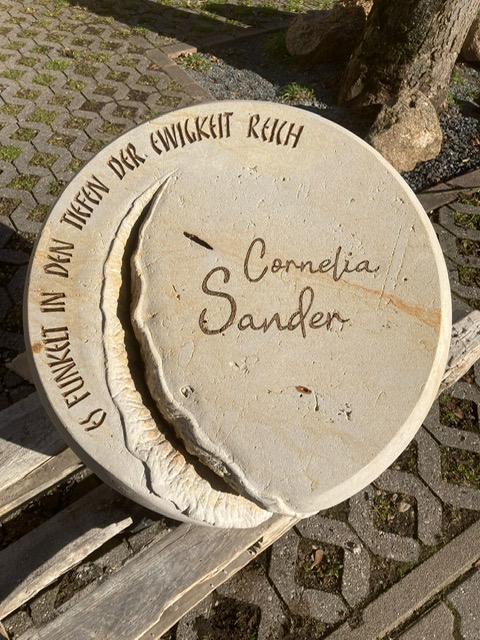 ES FUNKELT IN DEN TIEFEN DER EWIGKEIT REICH
Cornelia
Sander